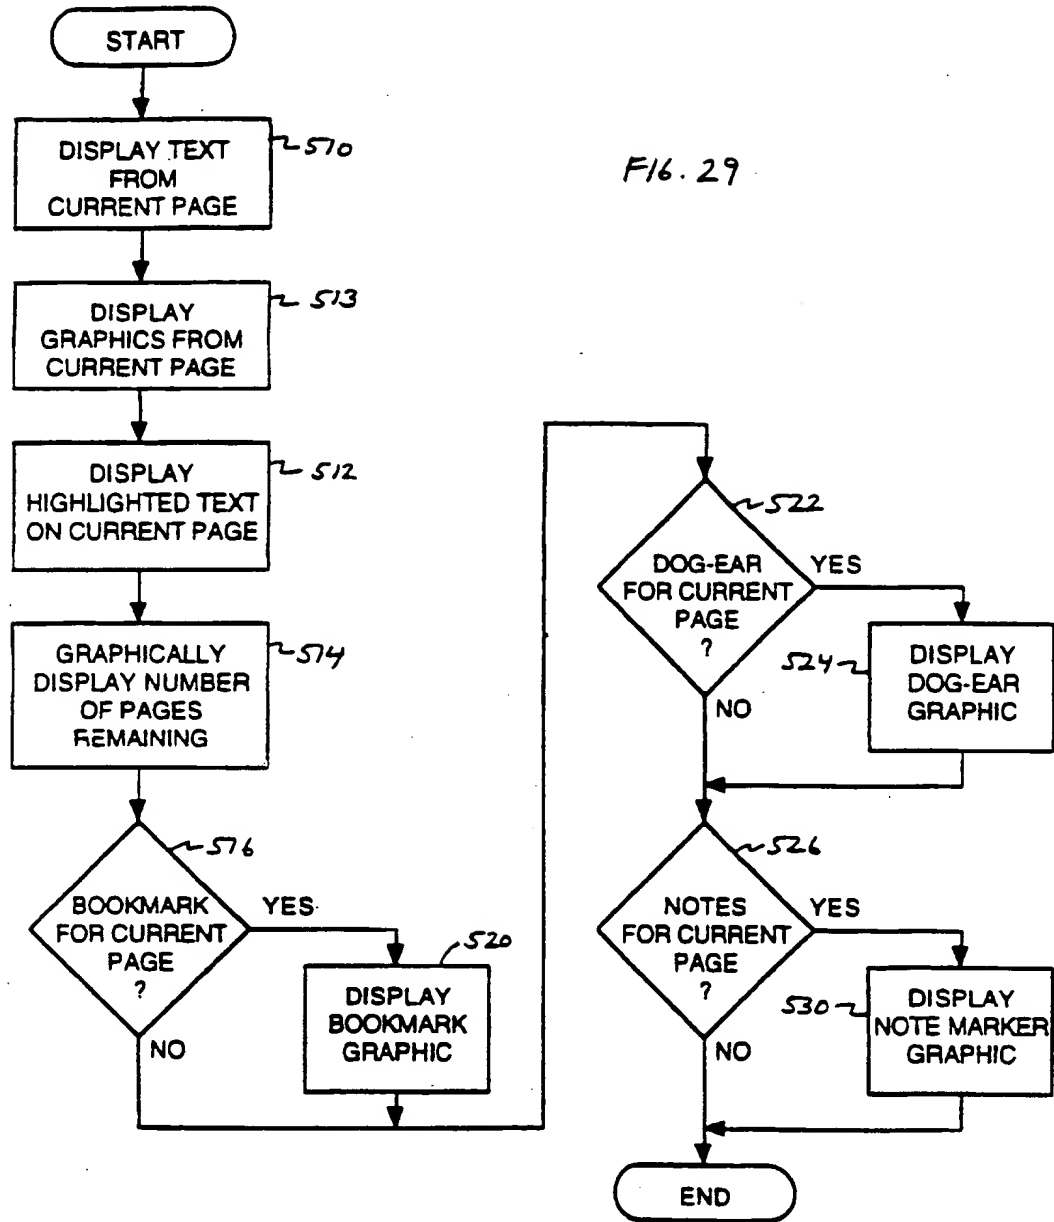 START
DISPLAY TEXT
FROM
CURRENT PAGE
510
FIG. 29
DISPLAY
GRAPHICS FROM
CURRENT PAGE
513
DISPLAY
HIGHLIGHTED TEXT
ON CURRENT PAGE
512
GRAPHICALLY
DISPLAY NUMBER
OF PAGES
REMAINING
514
BOOKMARK
FOR CURRENT
PAGE
?
516
YES
NO
DISPLAY
BOOKMARK
GRAPHIC
520
DOG-EAR
FOR CURRENT
PAGE
?
522
YES
NO
DISPLAY
DOG-EAR
GRAPHIC
524
NOTES
FOR CURRENT
PAGE
?
526
YES
NO
DISPLAY
NOTE MARKER
GRAPHIC
530
END